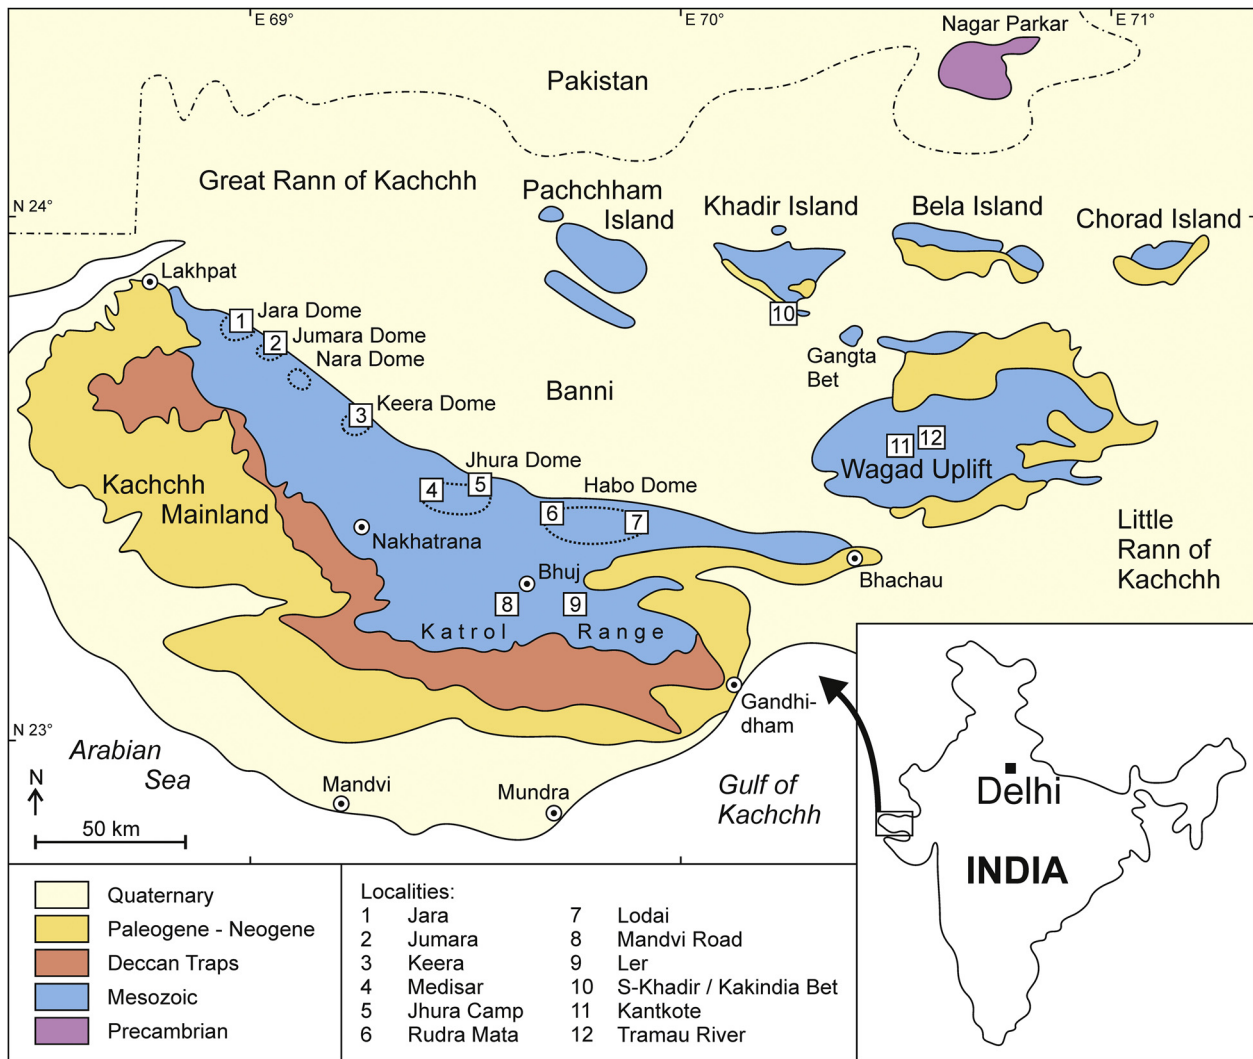 E 69°
E 70°
E 71°
Nagar Parkar
Pakistan
Great Rann of Kachchh
N 24°
Pachchham
Island
Khadir Island
Bela Island
Chorad Island
Lakhpat
1
Jara Dome
2
Jumara Dome
Nara Dome
10
Gangta
Bet
Banni
3
Keera Dome
11
12
Wagad Uplift
Jhura Dome
4
5
Habo Dome
6
7
Kachchh
Mainland
Nakhatrana
Little
Rann of
Kachchh
Bhuj
Bhachau
8
9
Katrol Range
Gandhi-
dham
N 23°
Arabian
Sea
N
50 km
Mandvi
Mundra
Gulf of
Kachchh
Delhi
INDIA
Quaternary
Paleogene - Neogene
Deccan Traps
Mesozoic
Precambrian
Localities:
1 Jara
2 Jumara
3 Keera
4 Medisar
5 Jhura Camp
6 Rudra Mata
7 Lodai
8 Mandvi Road
9 Ler
10 S-Khadir / Kakindia Bet
11 Kantkote
12 Tramau River